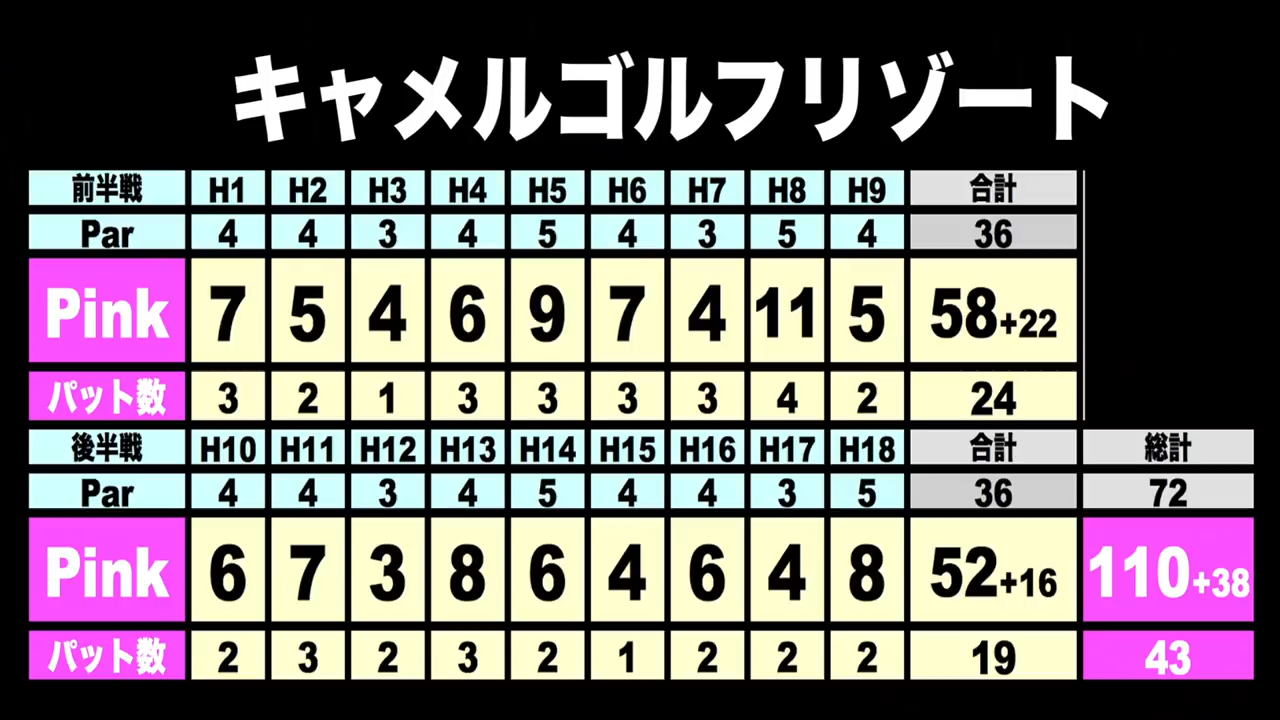 キャメルゴルフリゾート
前半戦 H1 H2 H3 H4 H5 H6 H7 H8 H9 合計
Par 4 4 3 4 5 4 3 5 4 36
Pink 7 5 4 6 9 7 4 11 5 58+22
パット数 3 2 1 3 3 3 3 4 2 24
後半戦 H10 H11 H12 H13 H14 H15 H16 H17 H18 合計 総計
Par 4 4 3 4 5 4 4 3 5 36 72
Pink 6 7 3 8 6 4 6 4 8 52+16 110+38
パット数 2 3 2 3 2 1 2 2 2 19 43